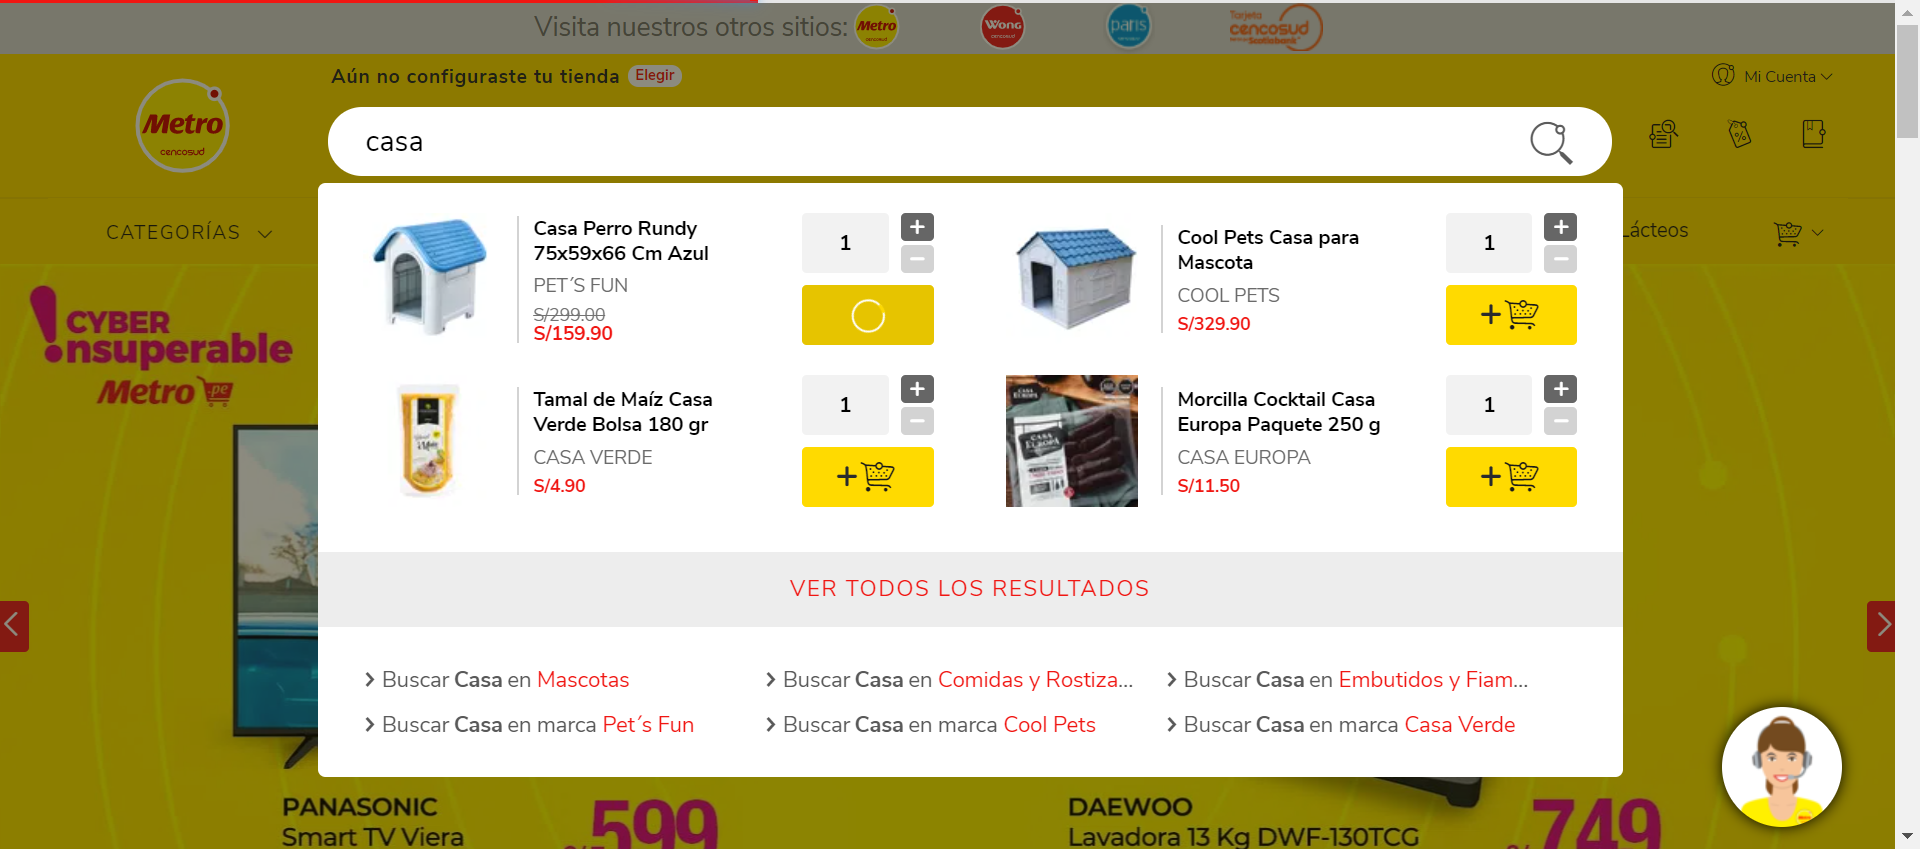 Visita nuestros otros sitios:
Metro
cencosud
Wong
cencosud
paris
cencosud
Tarjeta
cencosud
Scotiabank
Aún no configuraste tu tienda Elegir
Mi Cuenta
Metro
cencosud
casa
CATEGORÍAS
Lácteos
Casa Perro Rundy
75x59x66 Cm Azul
PET´S FUN
S/299.00
S/159.90
1
+
−
Cool Pets Casa para
Mascota
COOL PETS
S/329.90
1
+
−
+
Tamal de Maíz Casa
Verde Bolsa 180 gr
CASA VERDE
S/4.90
1
+
−
+
Morcilla Cocktail Casa
Europa Paquete 250 g
CASA EUROPA
S/11.50
1
+
−
+
CASA
EUROPA
VER TODOS LOS RESULTADOS
Buscar Casa en Mascotas
Buscar Casa en Comidas y Rostiza...
Buscar Casa en Embutidos y Fiam...
Buscar Casa en marca Pet´s Fun
Buscar Casa en marca Cool Pets
Buscar Casa en marca Casa Verde
CYBER
!nsuperable
Metro pe
PANASONIC
Smart TV Viera
599
DAEWOO
Lavadora 13 Kg DWF-130TCG
749